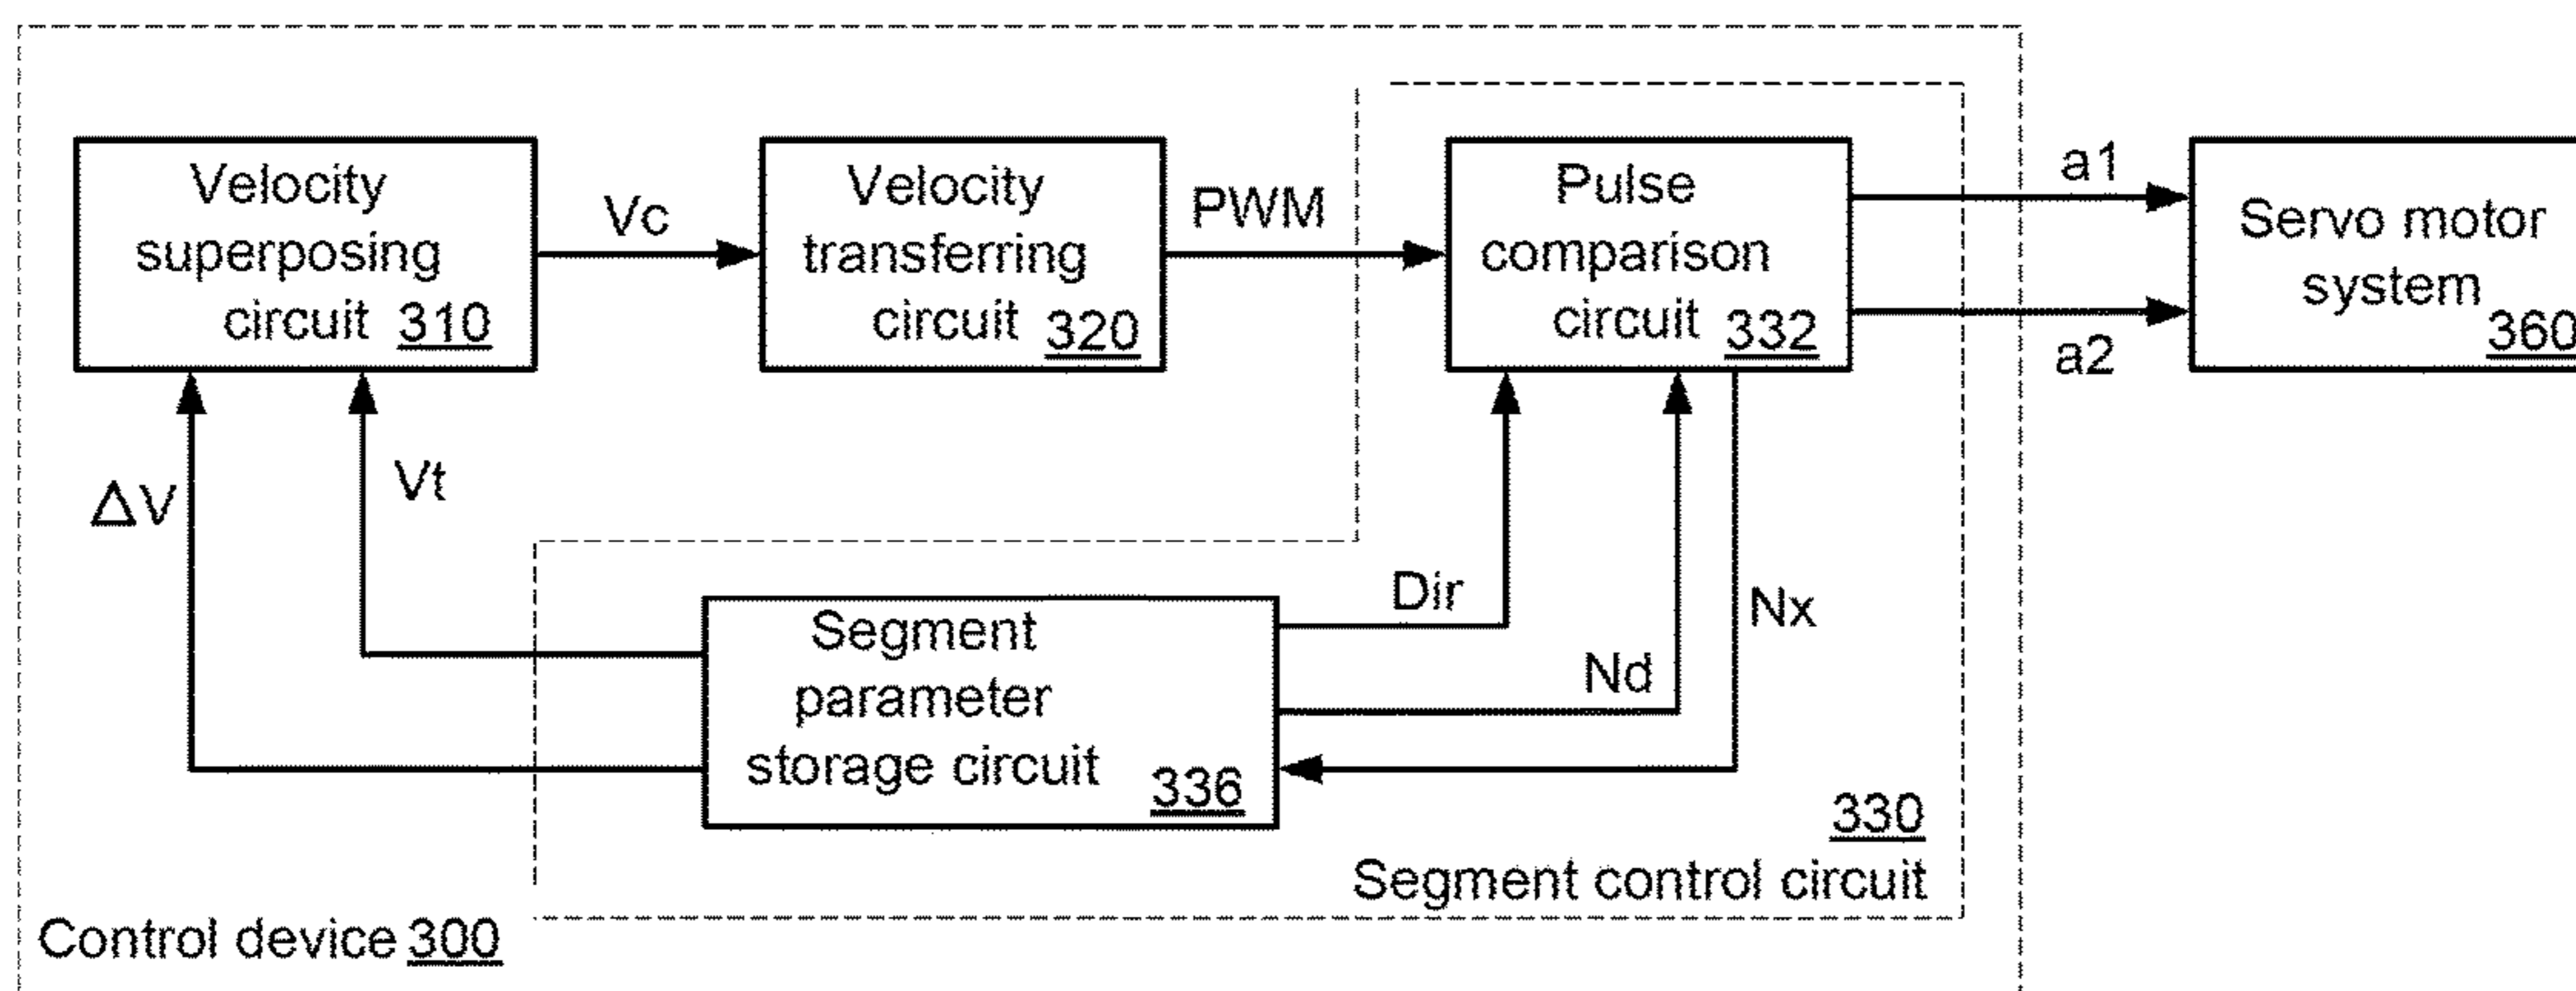 Velocity
superposing
circuit 310
Vc
Velocity
transferring
circuit 320
PWM
Pulse
comparison
circuit 332
a1
a2
Servo motor
system
360
ΔV
Vt
Segment
parameter
storage circuit 336
Dir
Nd
Nx
330
Segment control circuit
Control device 300